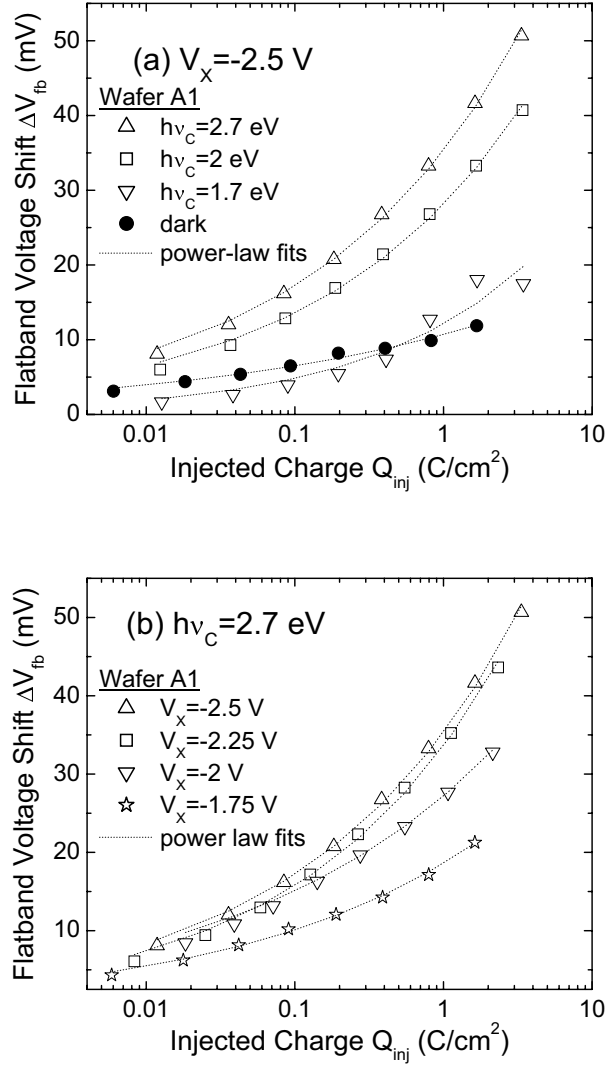 50
40
30
20
10
0
Flatband Voltage Shift ΔV_fb (mV)
(a) V_X=-2.5 V
Wafer A1
hν_C=2.7 eV
hν_C=2 eV
hν_C=1.7 eV
dark
power-law fits
0.01 0.1 1 10
Injected Charge Q_inj (C/cm²)
50
40
30
20
10
Flatband Voltage Shift ΔV_fb (mV)
(b) hν_C=2.7 eV
Wafer A1
V_X=-2.5 V
V_X=-2.25 V
V_X=-2 V
V_X=-1.75 V
power law fits
0.01 0.1 1 10
Injected Charge Q_inj (C/cm²)